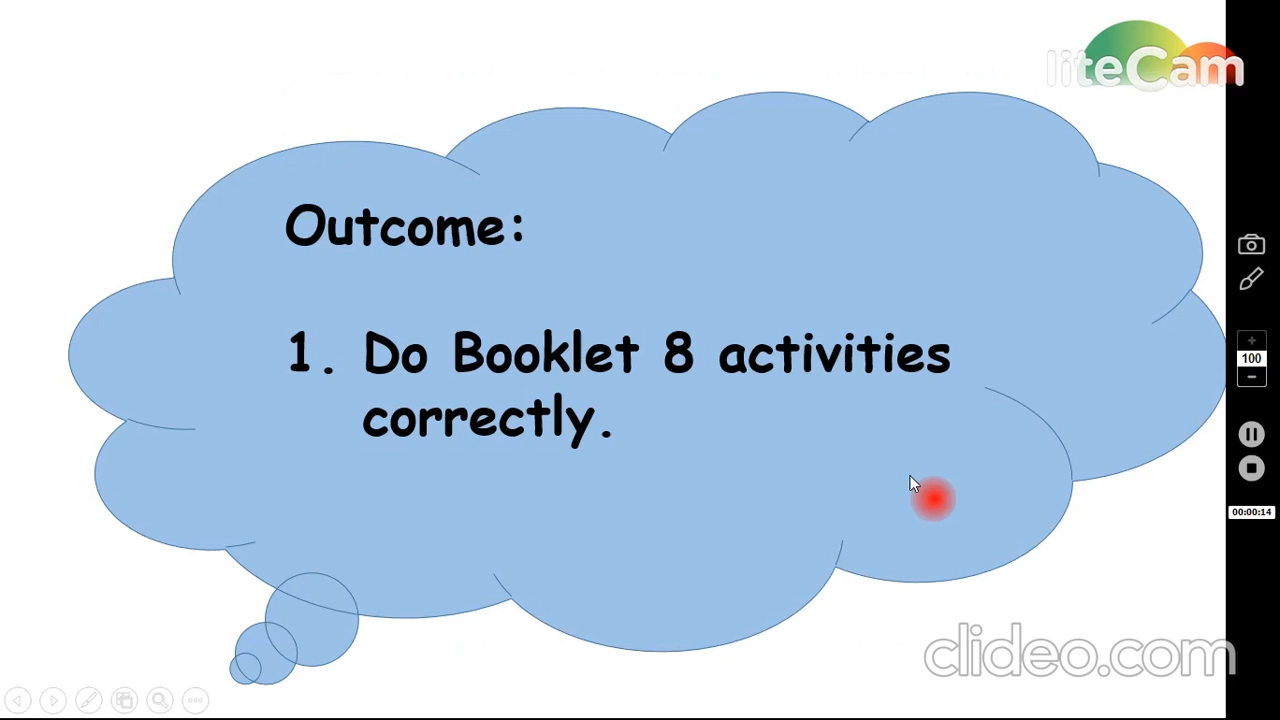 liteCam
Outcome:
1. Do Booklet 8 activities
correctly.
100
00:00:14
clideo.com